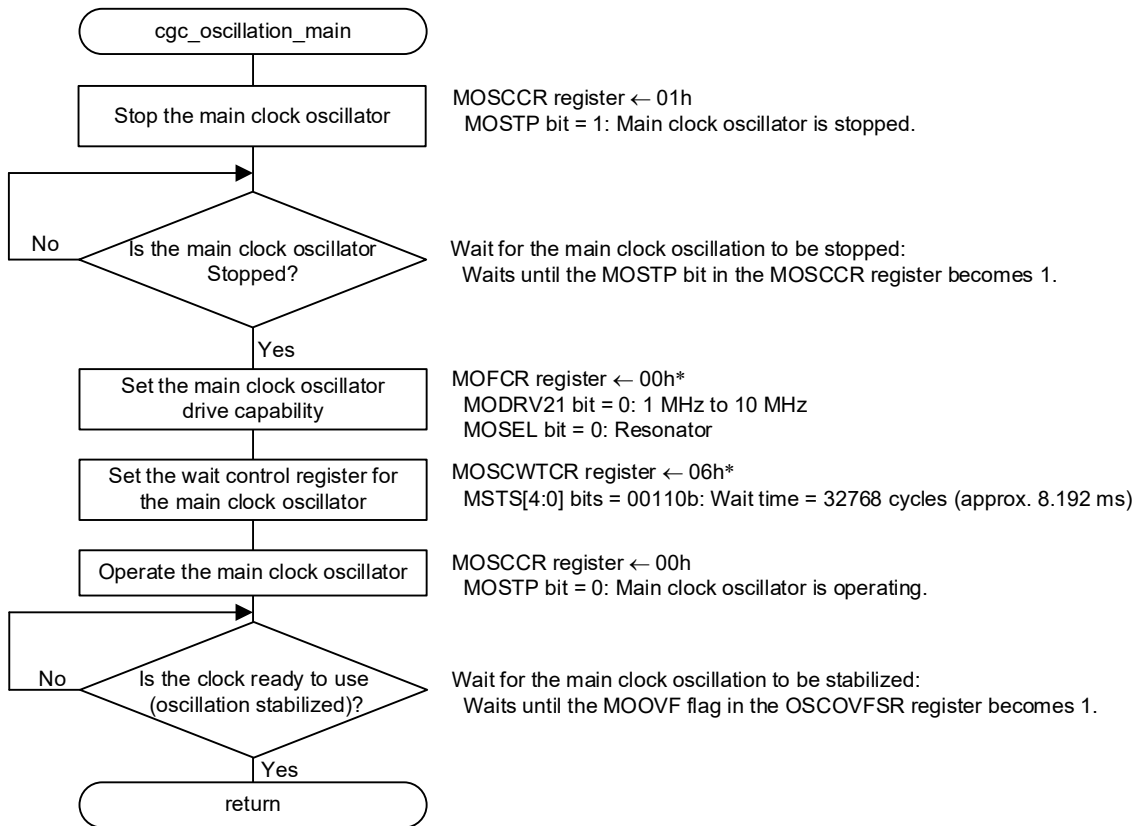 cgc_oscillation_main
Stop the main clock oscillator
MOSCCR register ← 01h
MOSTP bit = 1: Main clock oscillator is stopped.
No
Is the main clock oscillator
Stopped?
Wait for the main clock oscillation to be stopped:
Waits until the MOSTP bit in the MOSCCR register becomes 1.
Yes
Set the main clock oscillator
drive capability
MOFCR register ← 00h*
MODRV21 bit = 0: 1 MHz to 10 MHz
MOSEL bit = 0: Resonator
Set the wait control register for
the main clock oscillator
MOSCWTCR register ← 06h*
MSTS[4:0] bits = 00110b: Wait time = 32768 cycles (approx. 8.192 ms)
Operate the main clock oscillator
MOSCCR register ← 00h
MOSTP bit = 0: Main clock oscillator is operating.
No
Is the clock ready to use
(oscillation stabilized)?
Wait for the main clock oscillation to be stabilized:
Waits until the MOOVF flag in the OSCOVFSR register becomes 1.
Yes
return